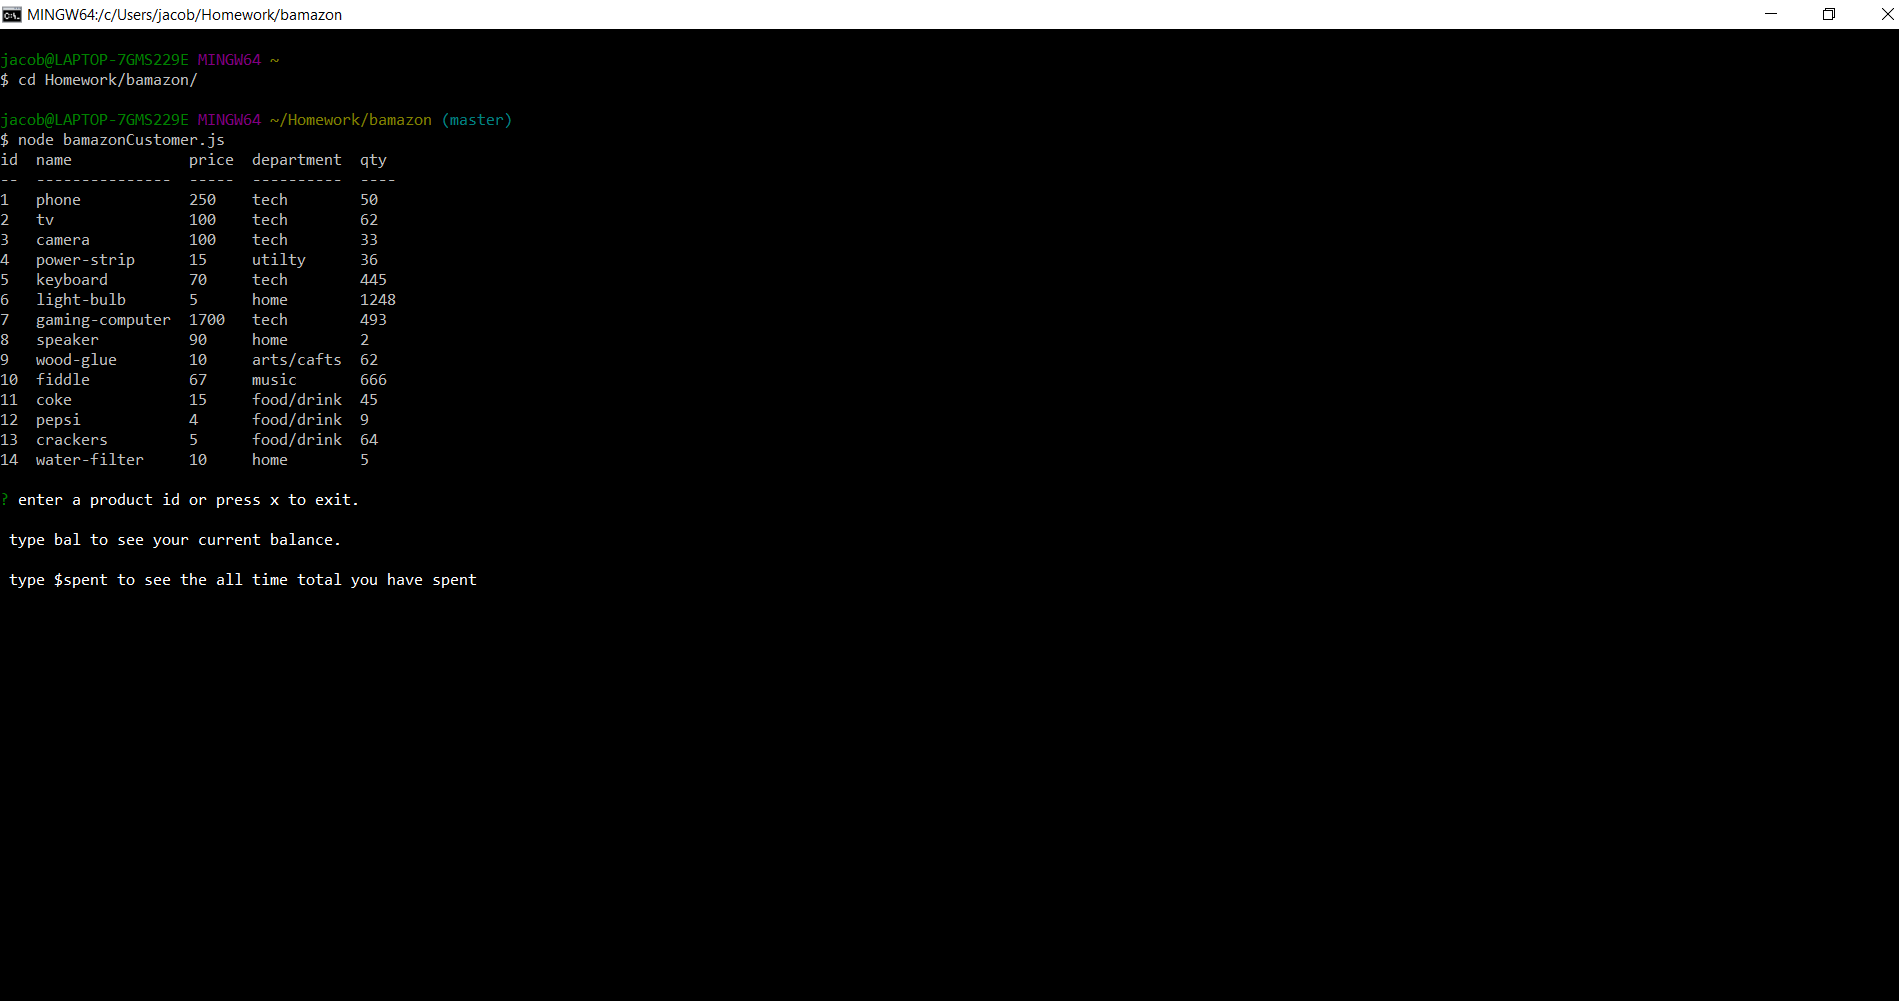 MINGW64:/c/Users/jacob/Homework/bamazon
jacob@LAPTOP-7GMS229E MINGW64 ~
$ cd Homework/bamazon/
jacob@LAPTOP-7GMS229E MINGW64 ~/Homework/bamazon (master)
$ node bamazonCustomer.js
id  name             price  department  qty
--  ---------------  -----  ----------  ----
1   phone            250    tech        50
2   tv               100    tech        62
3   camera           100    tech        33
4   power-strip      15     utilty      36
5   keyboard         70     tech        445
6   light-bulb       5      home        1248
7   gaming-computer  1700   tech        493
8   speaker          90     home        2
9   wood-glue        10     arts/cafts  62
10  fiddle           67     music       666
11  coke             15     food/drink  45
12  pepsi            4      food/drink  9
13  crackers         5      food/drink  64
14  water-filter     10     home        5
? enter a product id or press x to exit.
type bal to see your current balance.
type $spent to see the all time total you have spent